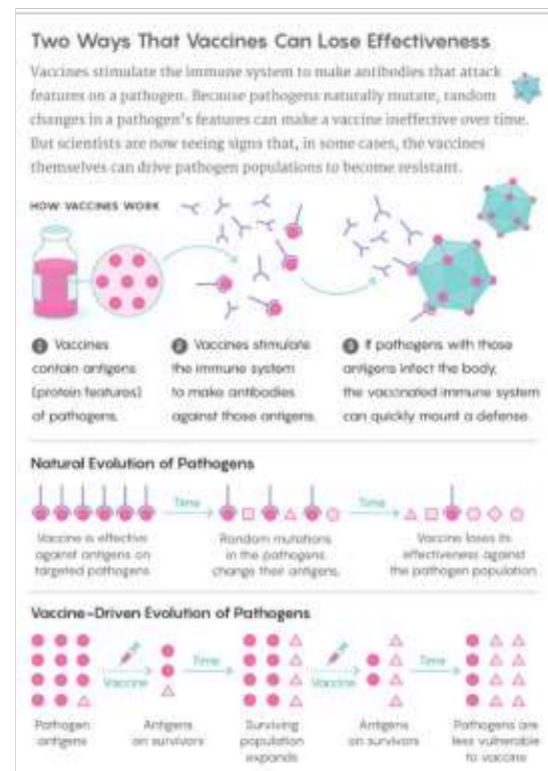 Two Ways That Vaccines Can Lose Effectiveness
Vaccines stimulate the immune system to make antibodies that attack
features on a pathogen. Because pathogens naturally mutate, random
changes in a pathogen's features can make a vaccine ineffective over time.
But scientists are now seeing signs that, in some cases, the vaccines
themselves can drive pathogen populations to become resistant.
HOW VACCINES WORK
1 Vaccines
contain antigens
(protein features)
of pathogens.
2 Vaccines stimulate
the immune system
to make antibodies
against those antigens.
3 If pathogens with those
antigens infect the body,
the vaccinated immune system
can quickly mount a defense.
Natural Evolution of Pathogens
Time
Time
Vaccine is effective
against antigens on
targeted pathogens.
Random mutations
in the pathogens
change their antigens.
Vaccine loses its
effectiveness against
the pathogen population.
Vaccine-Driven Evolution of Pathogens
Vaccine
Time
Vaccine
Time
Pathogen
antigens
Antigens
on survivors
Surviving
population
expands
Antigens
on survivors
Pathogens are
less vulnerable
to vaccine